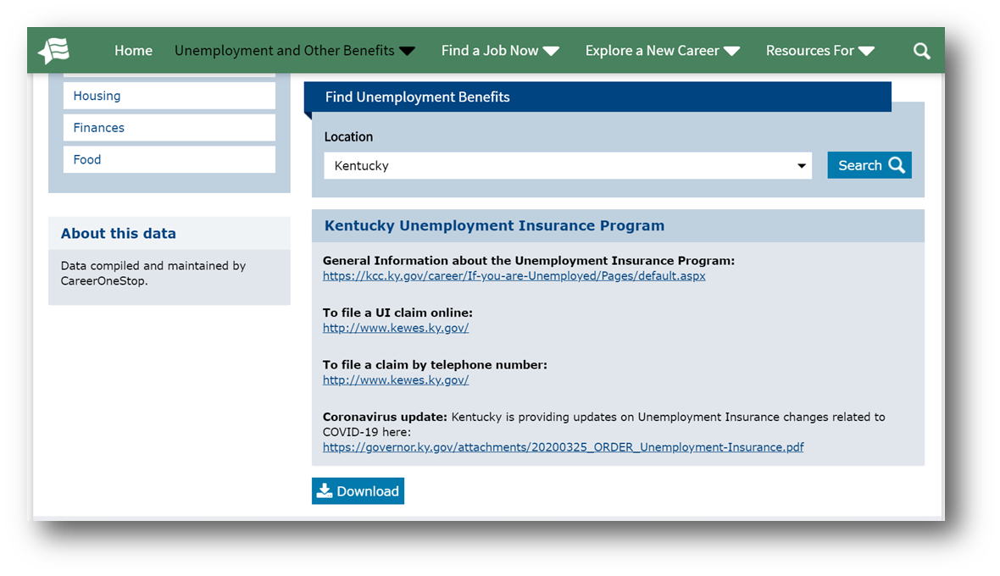 Home Unemployment and Other Benefits Find a Job Now Explore a New Career Resources For
Housing
Finances
Food
About this data
Data compiled and maintained by
CareerOneStop.
Find Unemployment Benefits
Location
Kentucky
Search
Kentucky Unemployment Insurance Program
General Information about the Unemployment Insurance Program:
https://kcc.ky.gov/career/If-you-are-Unemployed/Pages/default.aspx
To file a UI claim online:
http://www.kewes.ky.gov/
To file a claim by telephone number:
http://www.kewes.ky.gov/
Coronavirus update: Kentucky is providing updates on Unemployment Insurance changes related to
COVID-19 here:
https://governor.ky.gov/attachments/20200325_ORDER_Unemployment-Insurance.pdf
Download